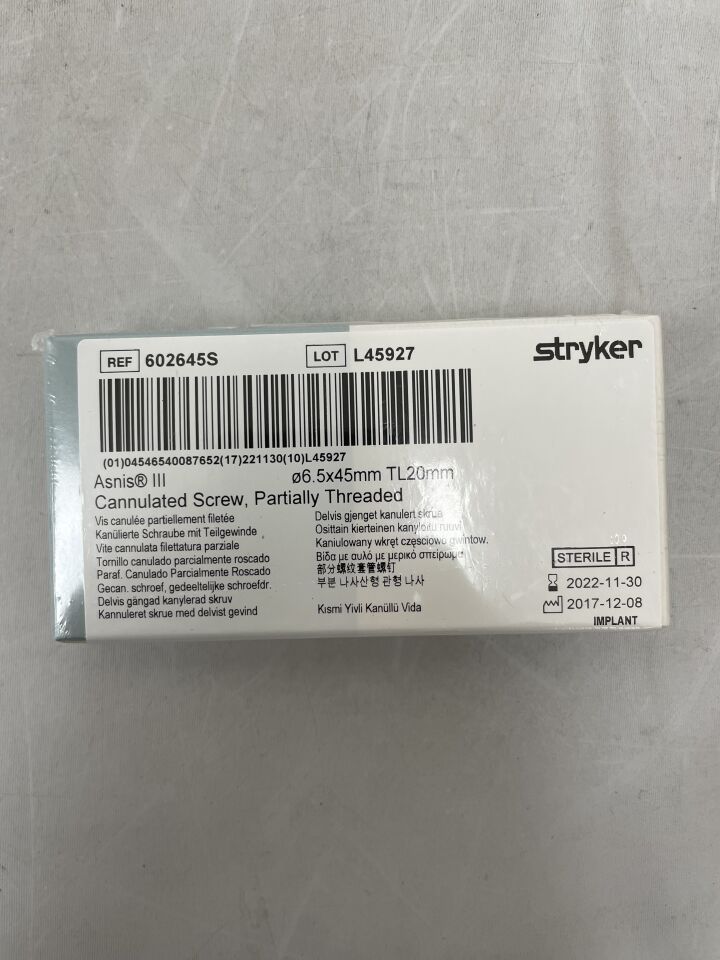 REF 602645S LOT L45927 stryker
(01)04546540087652(17)221130(10)L45927
Asnis® III ø6.5x45mm TL20mm
Cannulated Screw, Partially Threaded
Vis canulée partiellement filetée
Kanülierte Schraube mit Teilgewinde
Vite cannulata filettatura parziale
Tornillo canulado parcialmente roscado
Paraf. Canulado Parcialmente Roscado
Gecan. schroef, gedeeltelijke schroefdr.
Delvis gängad kanylerad skruv
Kannuleret skrue med delvist gevind
Delvis gjenget kanulert skrue
Osittain kierteinen kanyloitu ruuvi
Kaniulowany wkręt częściowo gwintow.
Βίδα με αυλό με μερικό σπείρωμα
部分螺纹套管螺钉
부분 나사산형 관형 나사
Kısmi Yivli Kanüllü Vida
STERILE R
2022-11-30
2017-12-08
IMPLANT